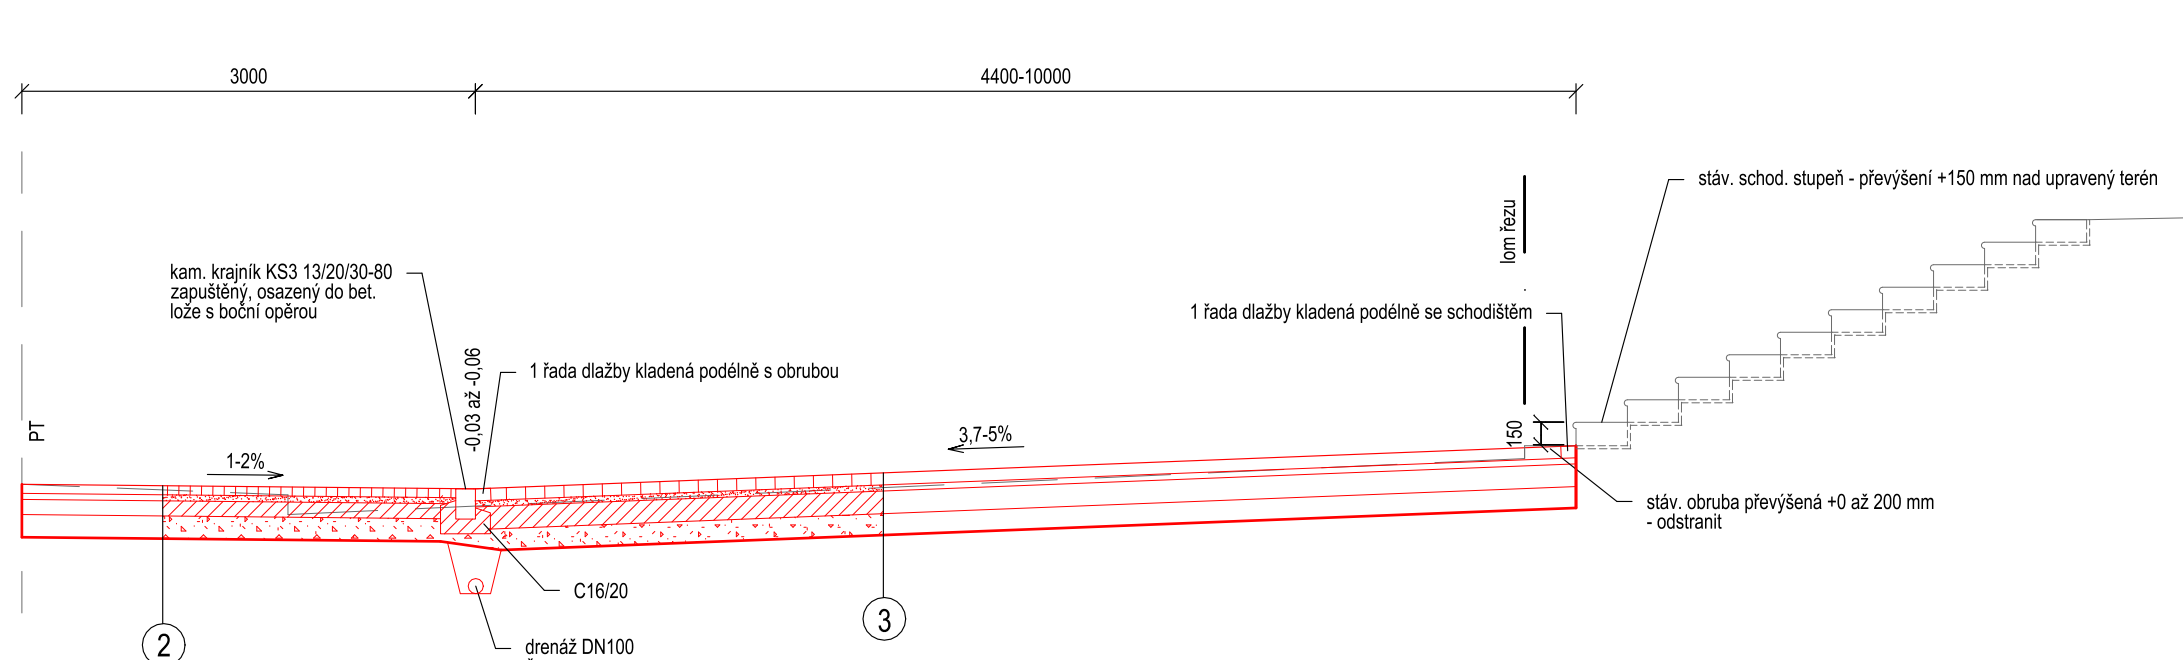 3000
4400-10000
stáv. schod. stupeň - převýšení +150 mm nad upravený terén
lom řezu
kam. krajník KS3 13/20/30-80
zapuštěný, osazený do bet.
lože s boční opěrou
1 řada dlažby kladená podélně se schodištěm
-0,03 až -0,06
1 řada dlažby kladená podélně s obrubou
PT
150
3,7-5%
1-2%
stáv. obruba převýšená +0 až 200 mm
- odstranit
C16/20
2
3
drenáž DN100